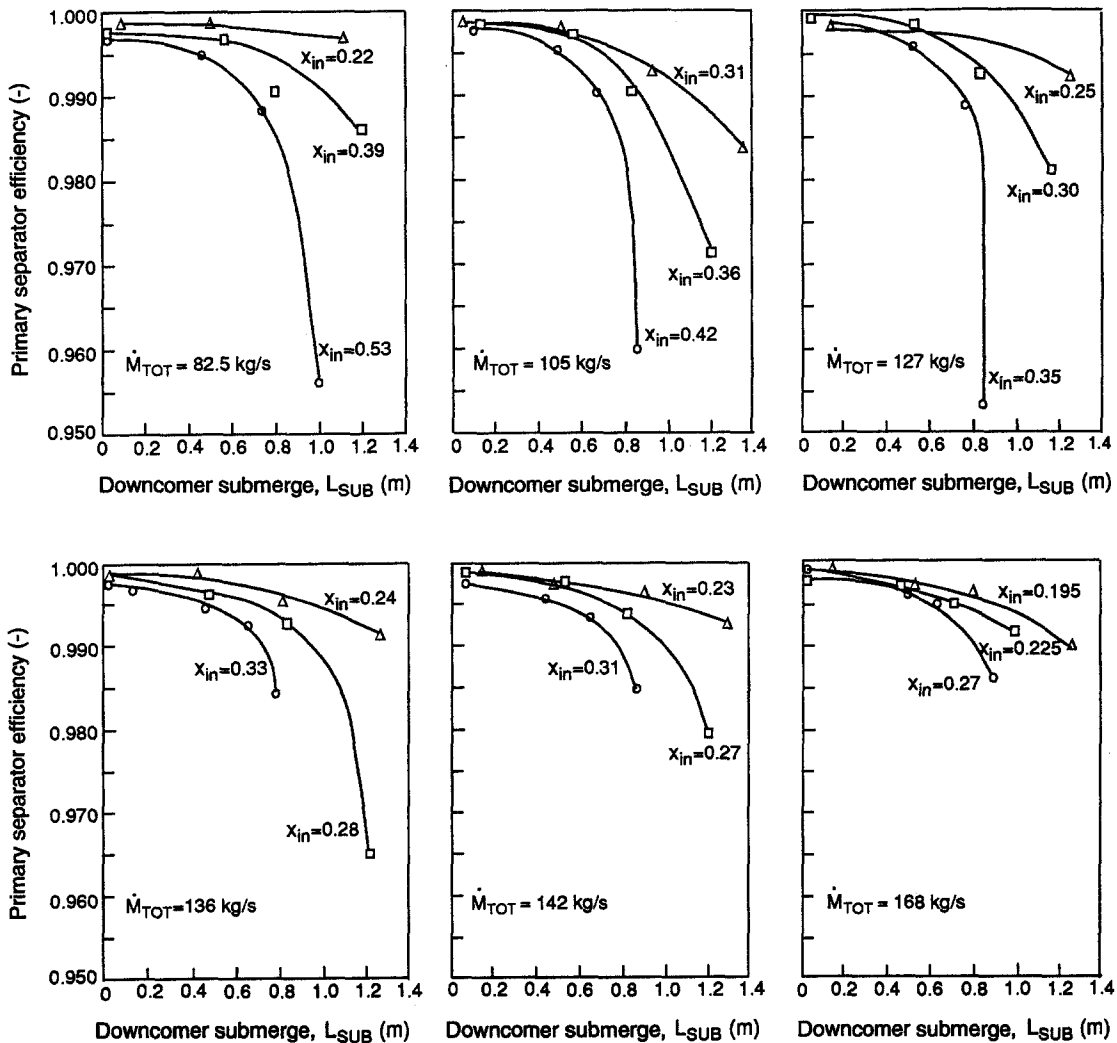 Primary separator efficiency (-)
1.000
0.990
0.980
0.970
0.960
0.950
X_in=0.22
X_in=0.39
X_in=0.53
Ṁ_TOT = 82.5 kg/s
0 0.2 0.4 0.6 0.8 1.0 1.2 1.4
Downcomer submerge, L_SUB (m)
X_in=0.31
X_in=0.36
X_in=0.42
Ṁ_TOT = 105 kg/s
0 0.2 0.4 0.6 0.8 1.0 1.2 1.4
Downcomer submerge, L_SUB (m)
X_in=0.25
X_in=0.30
X_in=0.35
Ṁ_TOT = 127 kg/s
0 0.2 0.4 0.6 0.8 1.0 1.2 1.4
Downcomer submerge, L_SUB (m)
Primary separator efficiency (-)
1.000
0.990
0.980
0.970
0.960
0.950
X_in=0.24
X_in=0.33
X_in=0.28
Ṁ_TOT=136 kg/s
0 0.2 0.4 0.6 0.8 1.0 1.2 1.4
Downcomer submerge, L_SUB (m)
X_in=0.23
X_in=0.31
X_in=0.27
Ṁ_TOT = 142 kg/s
0 0.2 0.4 0.6 0.8 1.0 1.2 1.4
Downcomer submerge, L_SUB (m)
X_in=0.195
X_in=0.225
X_in=0.27
Ṁ_TOT = 168 kg/s
0 0.2 0.4 0.6 0.8 1.0 1.2 1.4
Downcomer submerge, L_SUB (m)